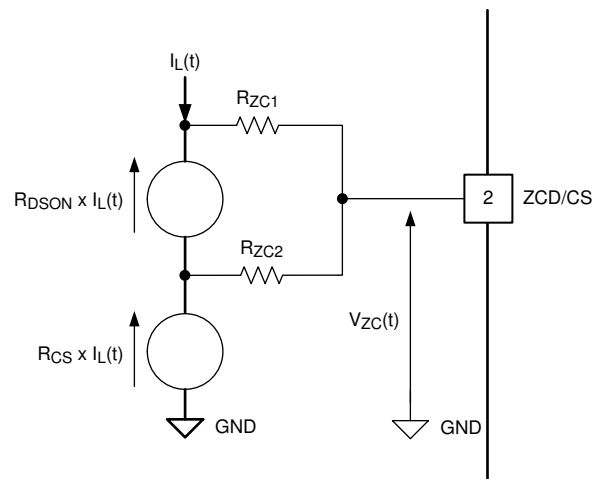 I_L(t)
R_ZC1
R_DSON x I_L(t)
2
ZCD/CS
R_ZC2
V_ZC(t)
R_CS x I_L(t)
GND
GND